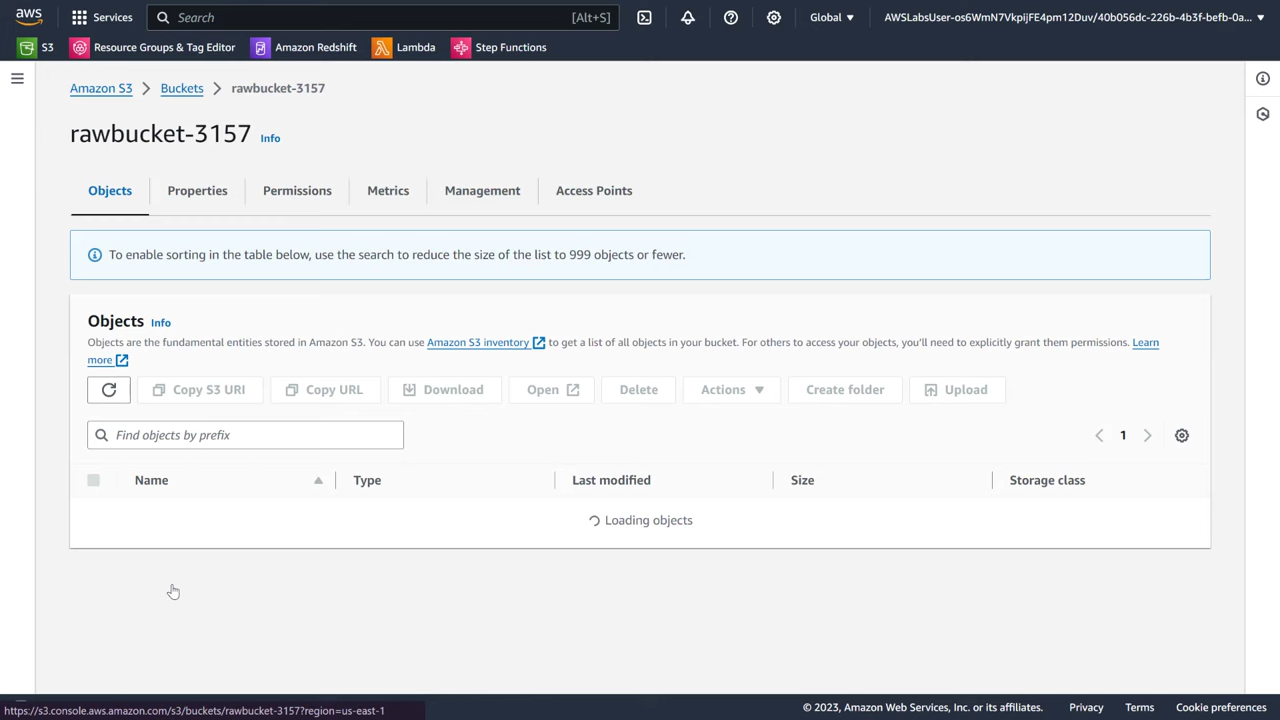 aws
Services
Search
[Alt+S]
Global
AWSLabsUser-os6WmN7VkpijFE4pm12Duv/40b056dc-226b-4b3f-befb-0a...
S3
Resource Groups & Tag Editor
Amazon Redshift
Lambda
Step Functions
Amazon S3
Buckets
rawbucket-3157
rawbucket-3157
Info
Objects
Properties
Permissions
Metrics
Management
Access Points
To enable sorting in the table below, use the search to reduce the size of the list to 999 objects or fewer.
Objects
Info
Objects are the fundamental entities stored in Amazon S3. You can use Amazon S3 inventory to get a list of all objects in your bucket. For others to access your objects, you'll need to explicitly grant them permissions. Learn
more
Copy S3 URI
Copy URL
Download
Open
Delete
Actions
Create folder
Upload
Find objects by prefix
1
Name
Type
Last modified
Size
Storage class
Loading objects
https://s3.console.aws.amazon.com/s3/buckets/rawbucket-3157?region=us-east-1
© 2023, Amazon Web Services, Inc. or its affiliates.
Privacy
Terms
Cookie preferences